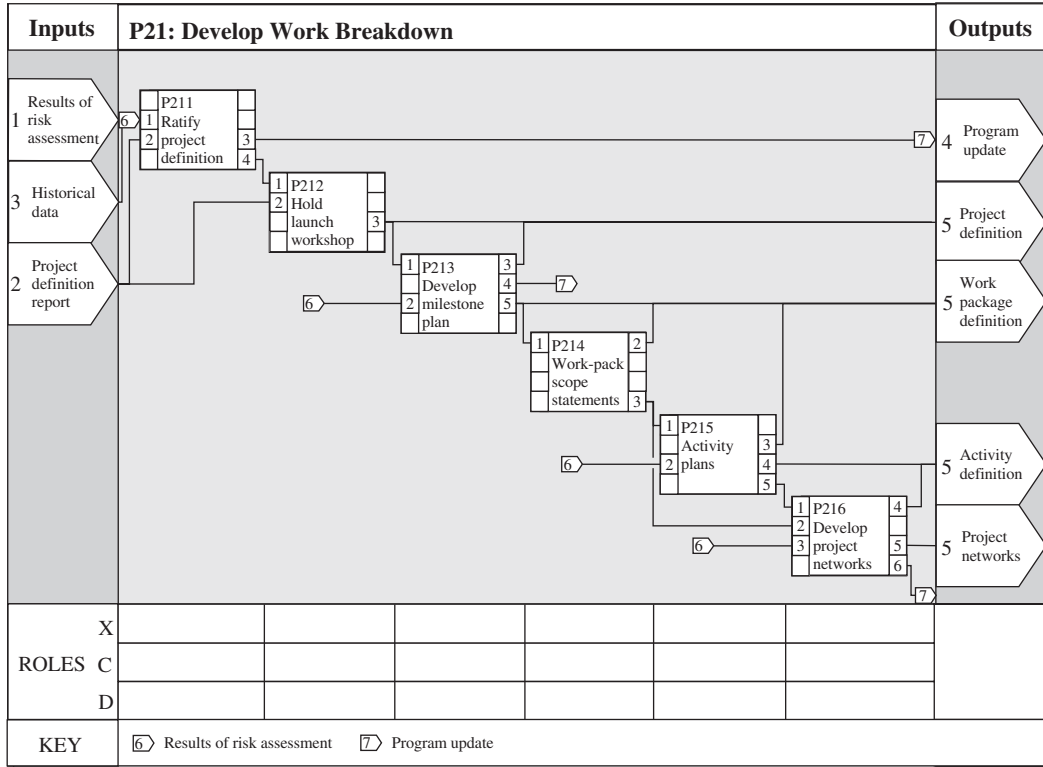 Inputs
P21: Develop Work Breakdown
Outputs
1
Results of
risk
assessment
3
Historical
data
2
Project
definition
report
6
1
2
P211
Ratify
project
definition
3
4
7
1
2
P212
Hold
launch
workshop
3
6
1
2
P213
Develop
milestone
plan
3
4
5
7
1
P214
Work-pack
scope
statements
2
3
6
1
2
P215
Activity
plans
3
4
5
6
1
2
3
P216
Develop
project
networks
4
5
6
7
4
Program
update
5
Project
definition
5
Work
package
definition
5
Activity
definition
5
Project
networks
ROLES
X
C
D
KEY
6 Results of risk assessment
7 Program update